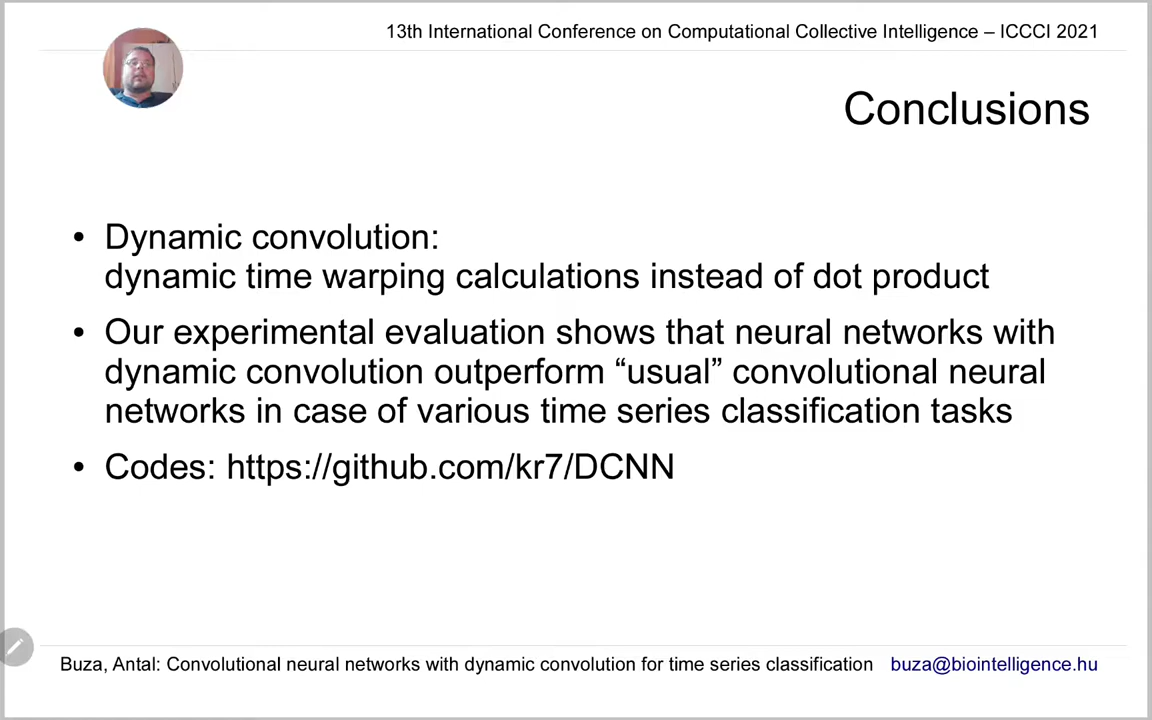 13th International Conference on Computational Collective Intelligence – ICCCI 2021
Conclusions
• Dynamic convolution:
dynamic time warping calculations instead of dot product
• Our experimental evaluation shows that neural networks with
dynamic convolution outperform “usual” convolutional neural
networks in case of various time series classification tasks
• Codes: https://github.com/kr7/DCNN
Buza, Antal: Convolutional neural networks with dynamic convolution for time series classification buza@biointelligence.hu